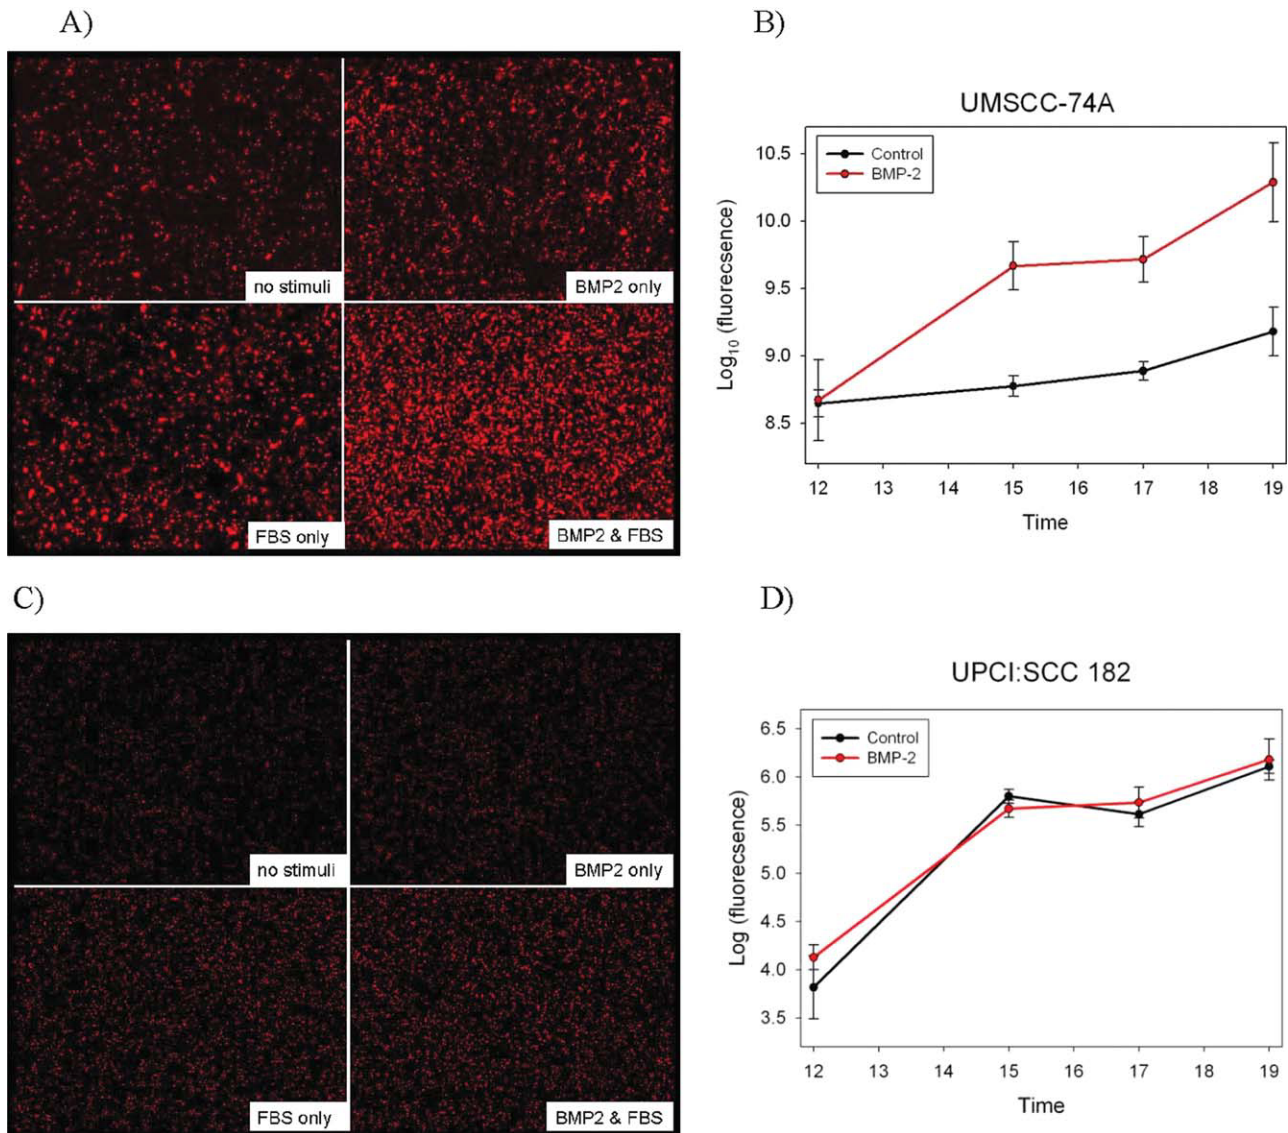 A)
no stimuli
BMP2 only
FBS only
BMP2 & FBS
B)
UMSCC-74A
Control
BMP-2
10.5
10.0
9.5
9.0
8.5
Log10 (fluorecsence)
12 13 14 15 16 17 18 19
Time
C)
no stimuli
BMP2 only
FBS only
BMP2 & FBS
D)
UPCI:SCC 182
Control
BMP-2
6.5
6.0
5.5
5.0
4.5
4.0
3.5
Log (fluorecsence)
12 13 14 15 16 17 18 19
Time